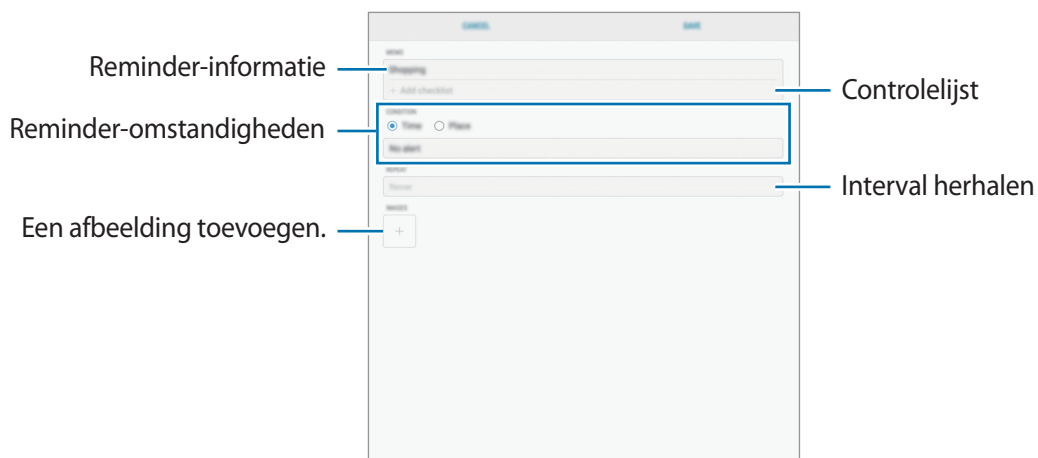 CANCEL
SAVE
MEMO
Reminder-informatie
Shopping
+ Add checklist
Controlelijst
CONDITION
Reminder-omstandigheden
Time
Place
No alert
REPEAT
Never
Interval herhalen
IMAGES
Een afbeelding toevoegen.
+